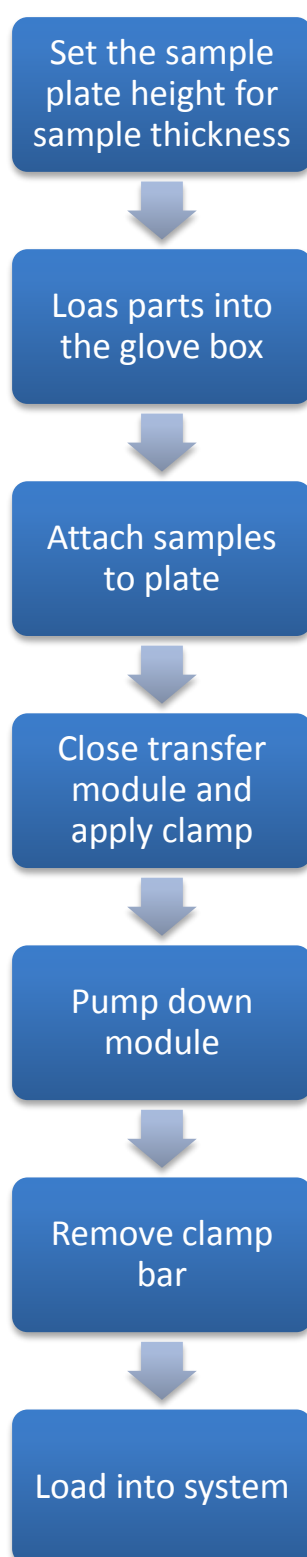 Set the sample
plate height for
sample thickness
Loas parts into
the glove box
Attach samples
to plate
Close transfer
module and
apply clamp
Pump down
module
Remove clamp
bar
Load into system